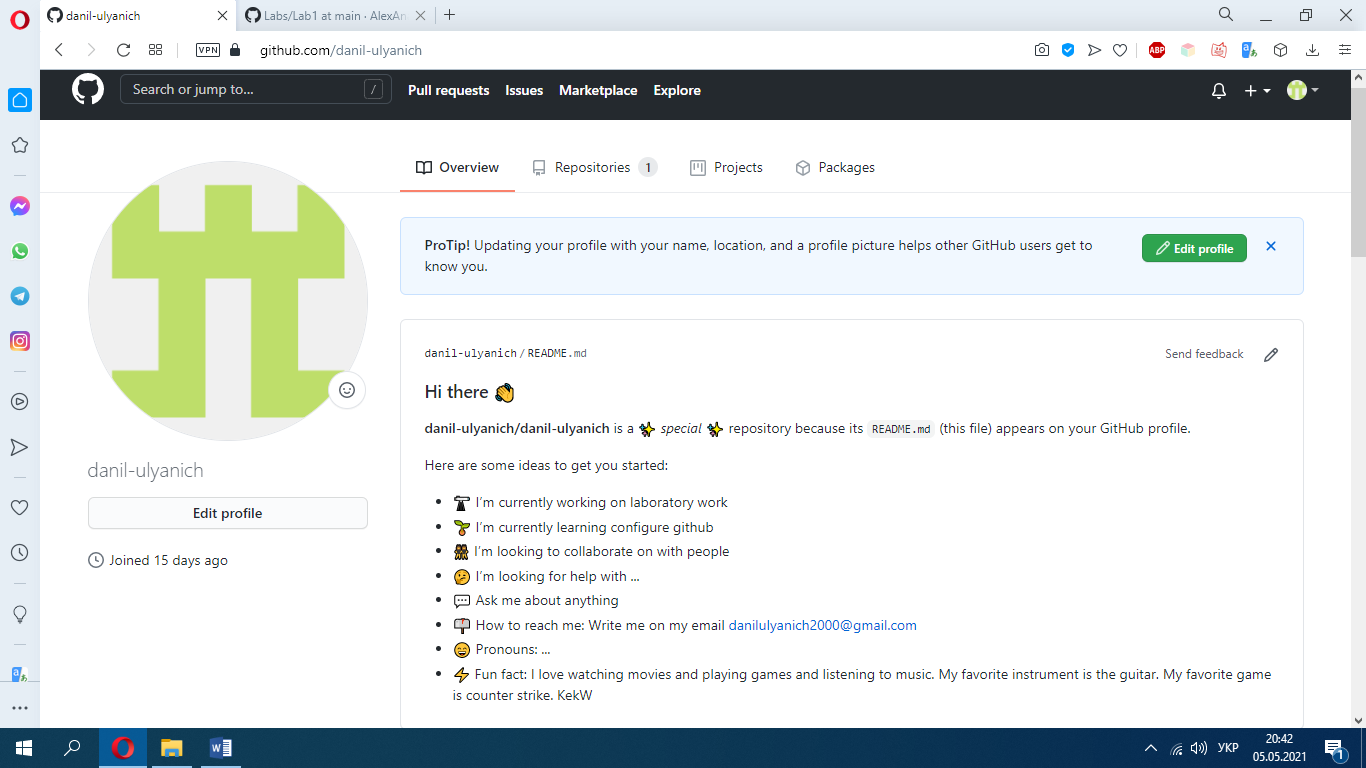 danil-ulyanich
Labs/Lab1 at main · AlexAn
VPN
github.com/danil-ulyanich
ABP
Search or jump to...
/
Pull requests
Issues
Marketplace
Explore
Overview
Repositories 1
Projects
Packages
ProTip! Updating your profile with your name, location, and a profile picture helps other GitHub users get to
know you.
Edit profile
danil-ulyanich / README.md
Send feedback
Hi there 👋
danil-ulyanich/danil-ulyanich is a ✨ special ✨ repository because its README.md (this file) appears on your GitHub profile.
Here are some ideas to get you started:
I'm currently working on laboratory work
I'm currently learning configure github
I'm looking to collaborate on with people
I'm looking for help with ...
Ask me about anything
How to reach me: Write me on my email danilulyanich2000@gmail.com
Pronouns: ...
Fun fact: I love watching movies and playing games and listening to music. My favorite instrument is the guitar. My favorite game
is counter strike. KekW
danil-ulyanich
Edit profile
Joined 15 days ago
УКР
20:42
05.05.2021
1